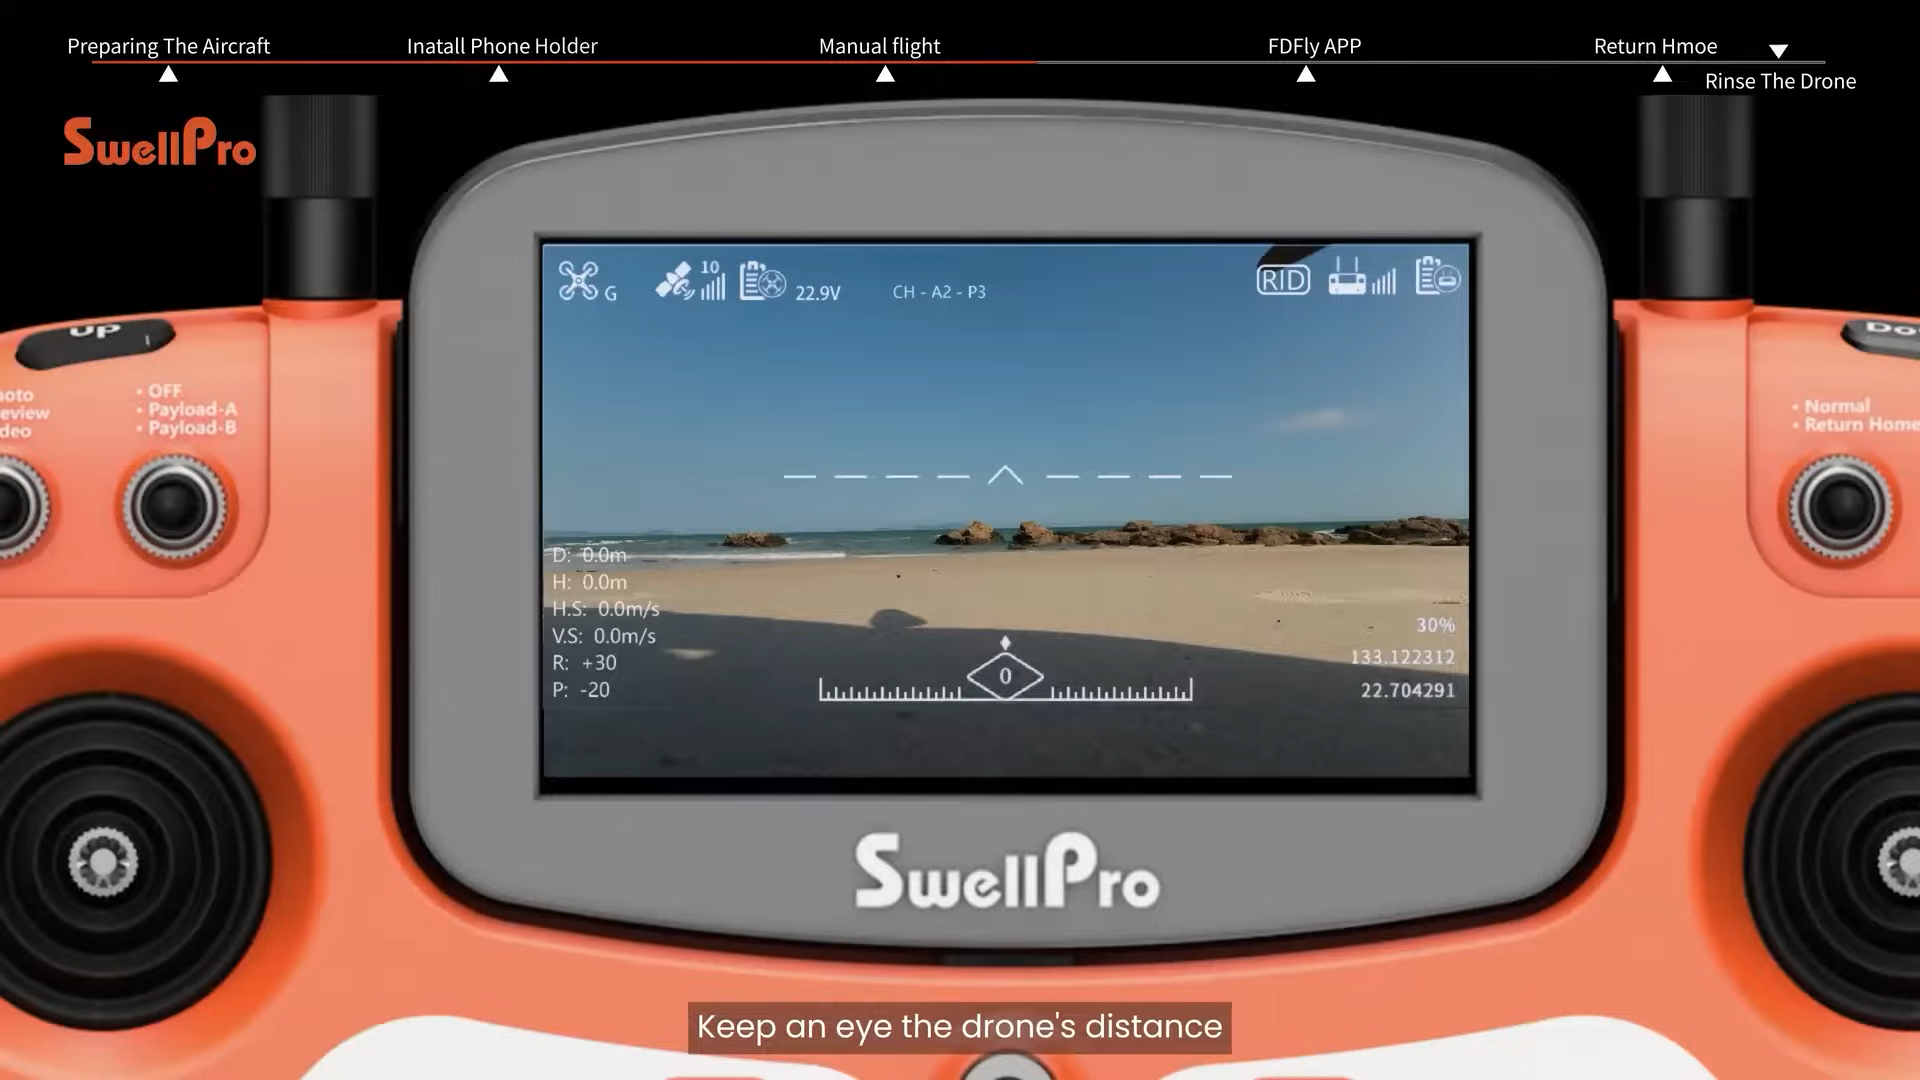 Preparing The Aircraft
Inatall Phone Holder
Manual flight
FDFly APP
Return Hmoe
Rinse The Drone
SwellPro
UP
OFF
Payload-A
Payload-B
Normal
Return Home
G
10
22.9V
CH - A2 - P3
RID
D: 0.0m
H: 0.0m
H.S: 0.0m/s
V.S: 0.0m/s
R: +30
P: -20
0
30%
133.122312
22.704291
SwellPro
Keep an eye the drone's distance